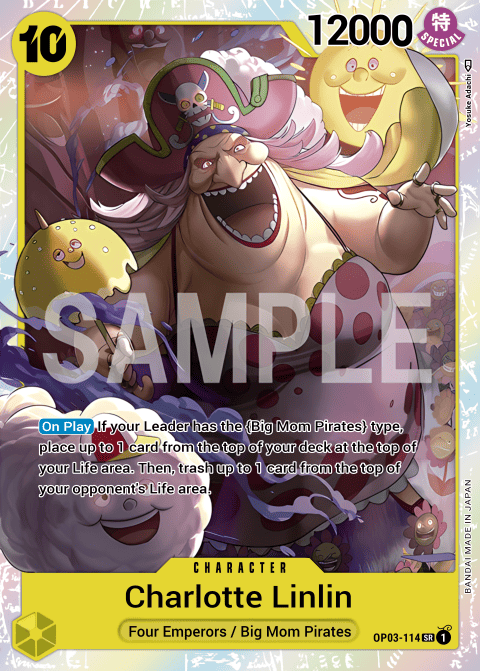 10
12000
特
SPECIAL
Yosuke Adachi
SAMPLE
On Play If your Leader has the {Big Mom Pirates} type,
place up to 1 card from the top of your deck at the top of
your Life area. Then, trash up to 1 card from the top of
your opponent's Life area.
BANDAI MADE IN JAPAN
CHARACTER
Charlotte Linlin
Four Emperors / Big Mom Pirates
OP03-114 SR 1